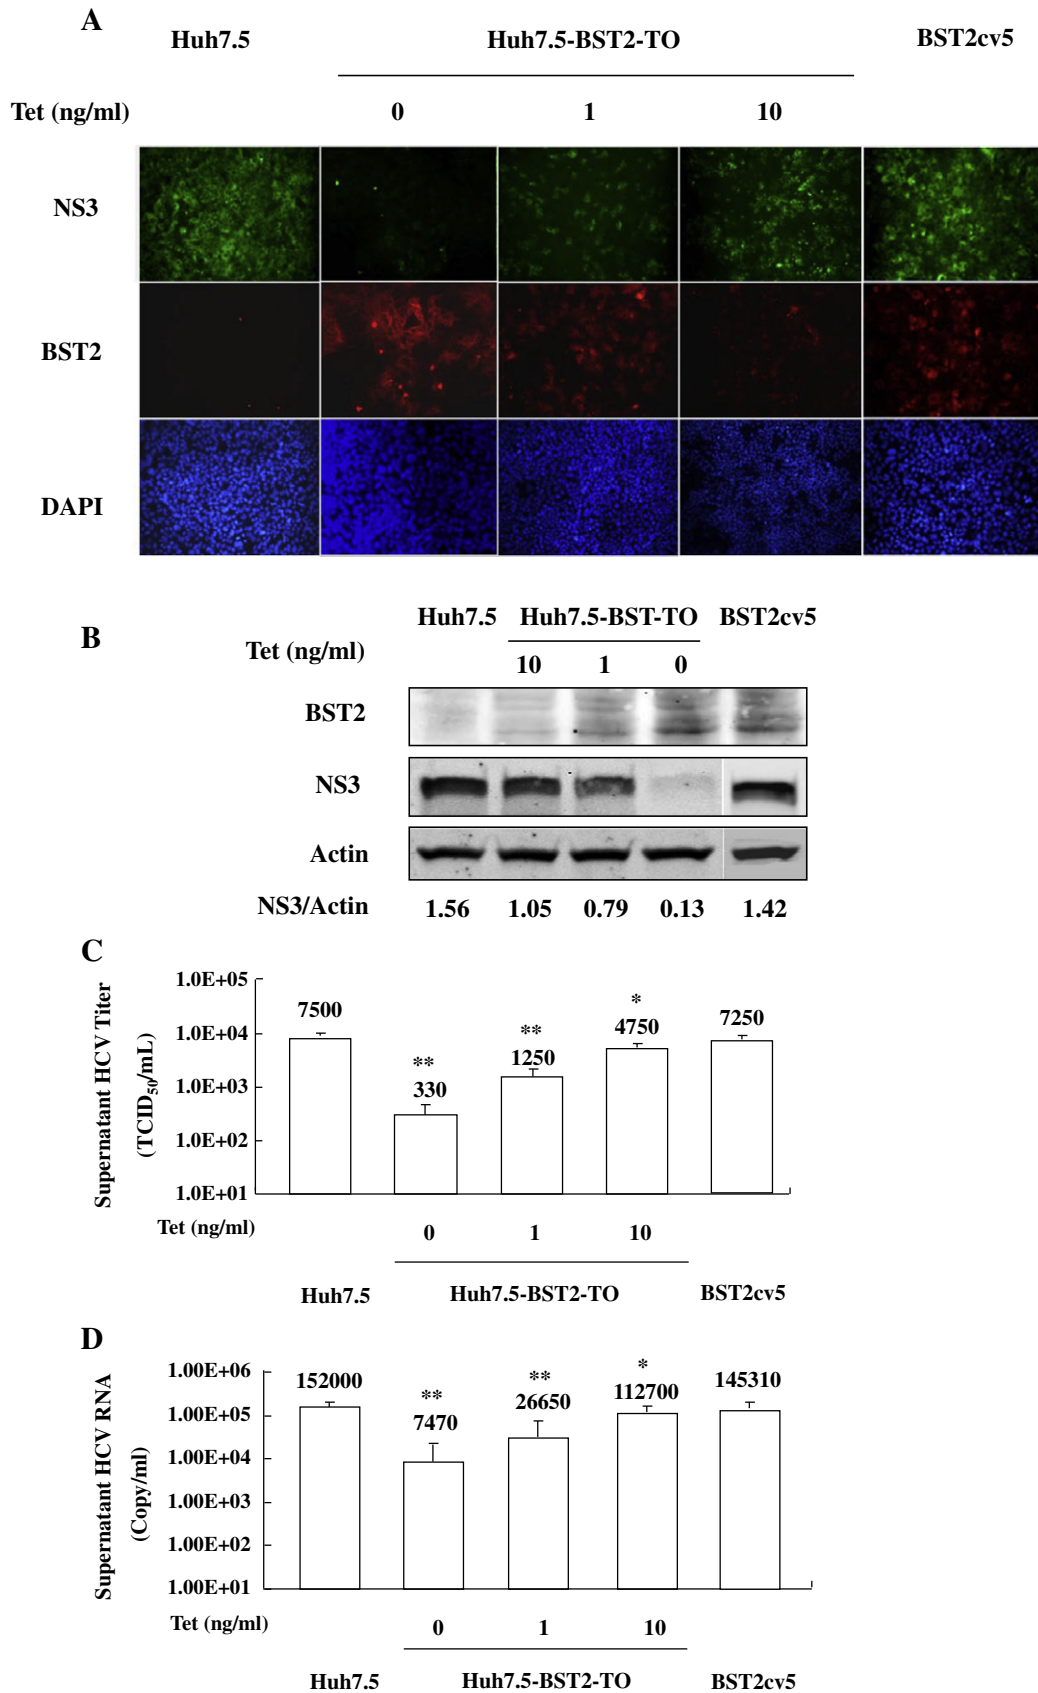 A
Huh7.5 Huh7.5-BST2-TO BST2cv5
Tet (ng/ml) 0 1 10
NS3
BST2
DAPI
B
Huh7.5 Huh7.5-BST-TO BST2cv5
Tet (ng/ml) 10 1 0
BST2
NS3
Actin
NS3/Actin 1.56 1.05 0.79 0.13 1.42
C
Supernatant HCV Titer
(TCID50/mL)
1.0E+05
1.0E+04
1.0E+03
1.0E+02
1.0E+01
7500
**
330
**
1250
*
4750
7250
Tet (ng/ml) 0 1 10
Huh7.5 Huh7.5-BST2-TO BST2cv5
D
Supernatant HCV RNA
(Copy/ml)
1.00E+06
1.00E+05
1.00E+04
1.00E+03
1.00E+02
1.00E+01
152000
**
7470
**
26650
*
112700
145310
Tet (ng/ml) 0 1 10
Huh7.5 Huh7.5-BST2-TO BST2cv5